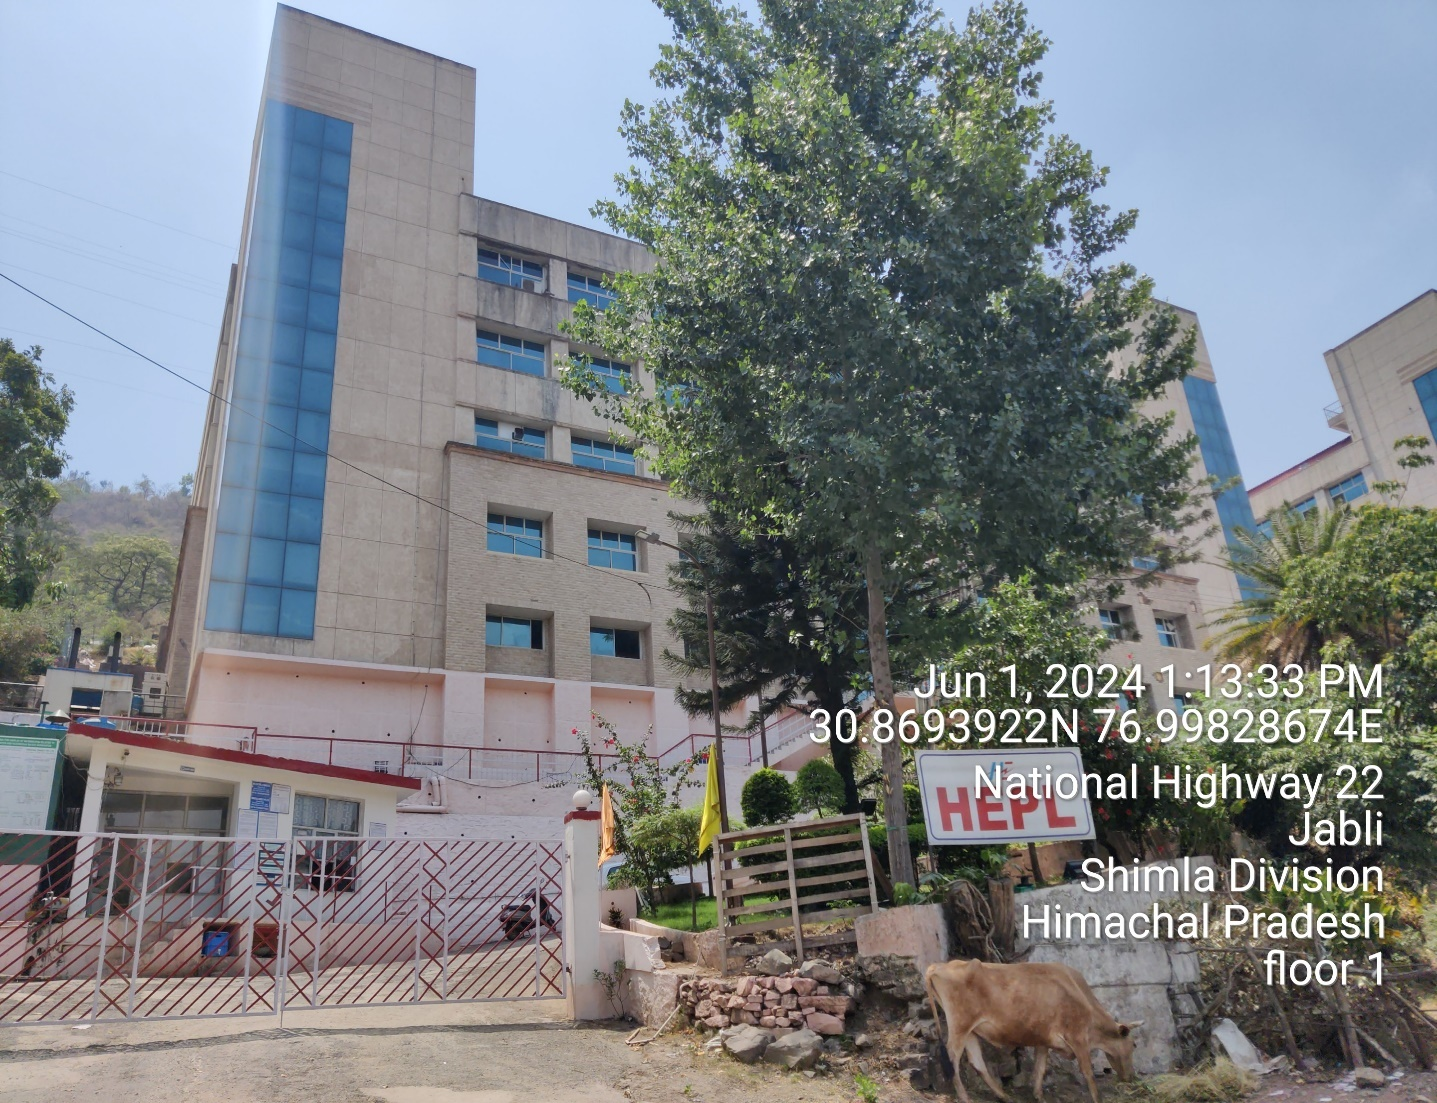 Jun 1, 2024 1:13:33 PM
30.8693922N 76.99828674E
HEPL
National Highway 22
Jabli
Shimla Division
Himachal Pradesh
floor 1